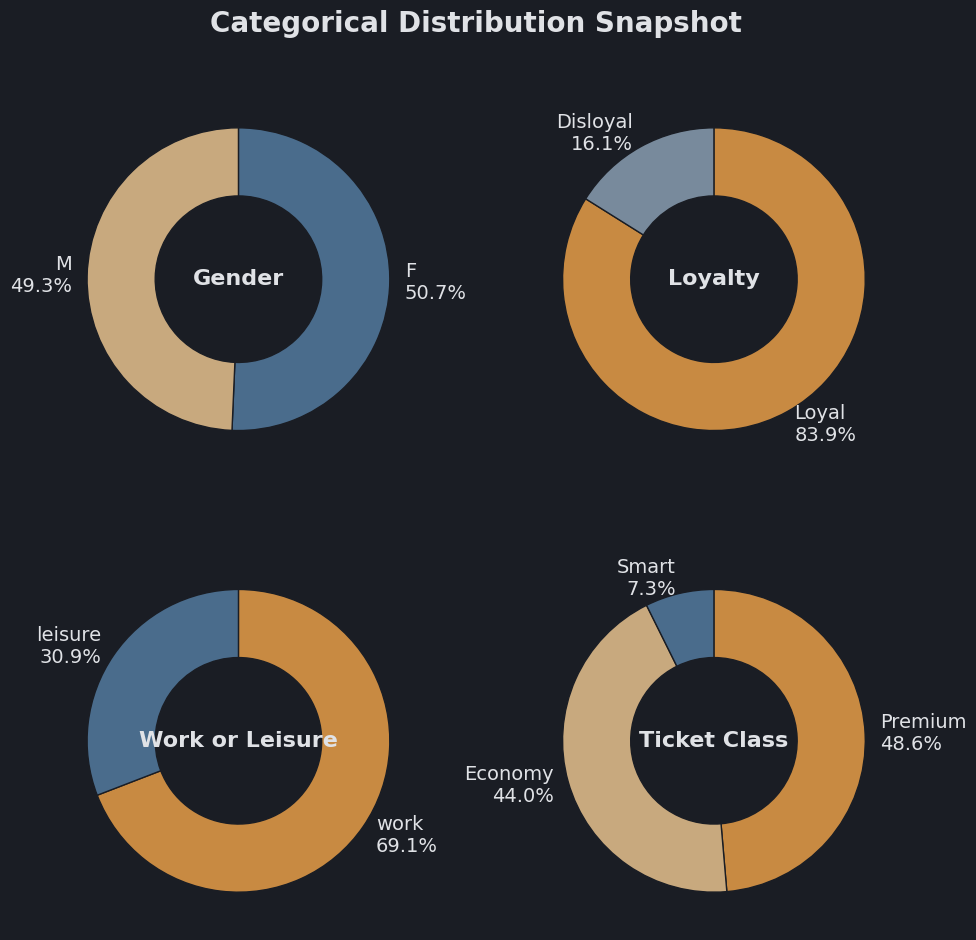 Categorical Distribution Snapshot
M
49.3%
Gender
F
50.7%
Disloyal
16.1%
Loyalty
Loyal
83.9%
leisure
30.9%
Work or Leisure
work
69.1%
Smart
7.3%
Ticket Class
Premium
48.6%
Economy
44.0%